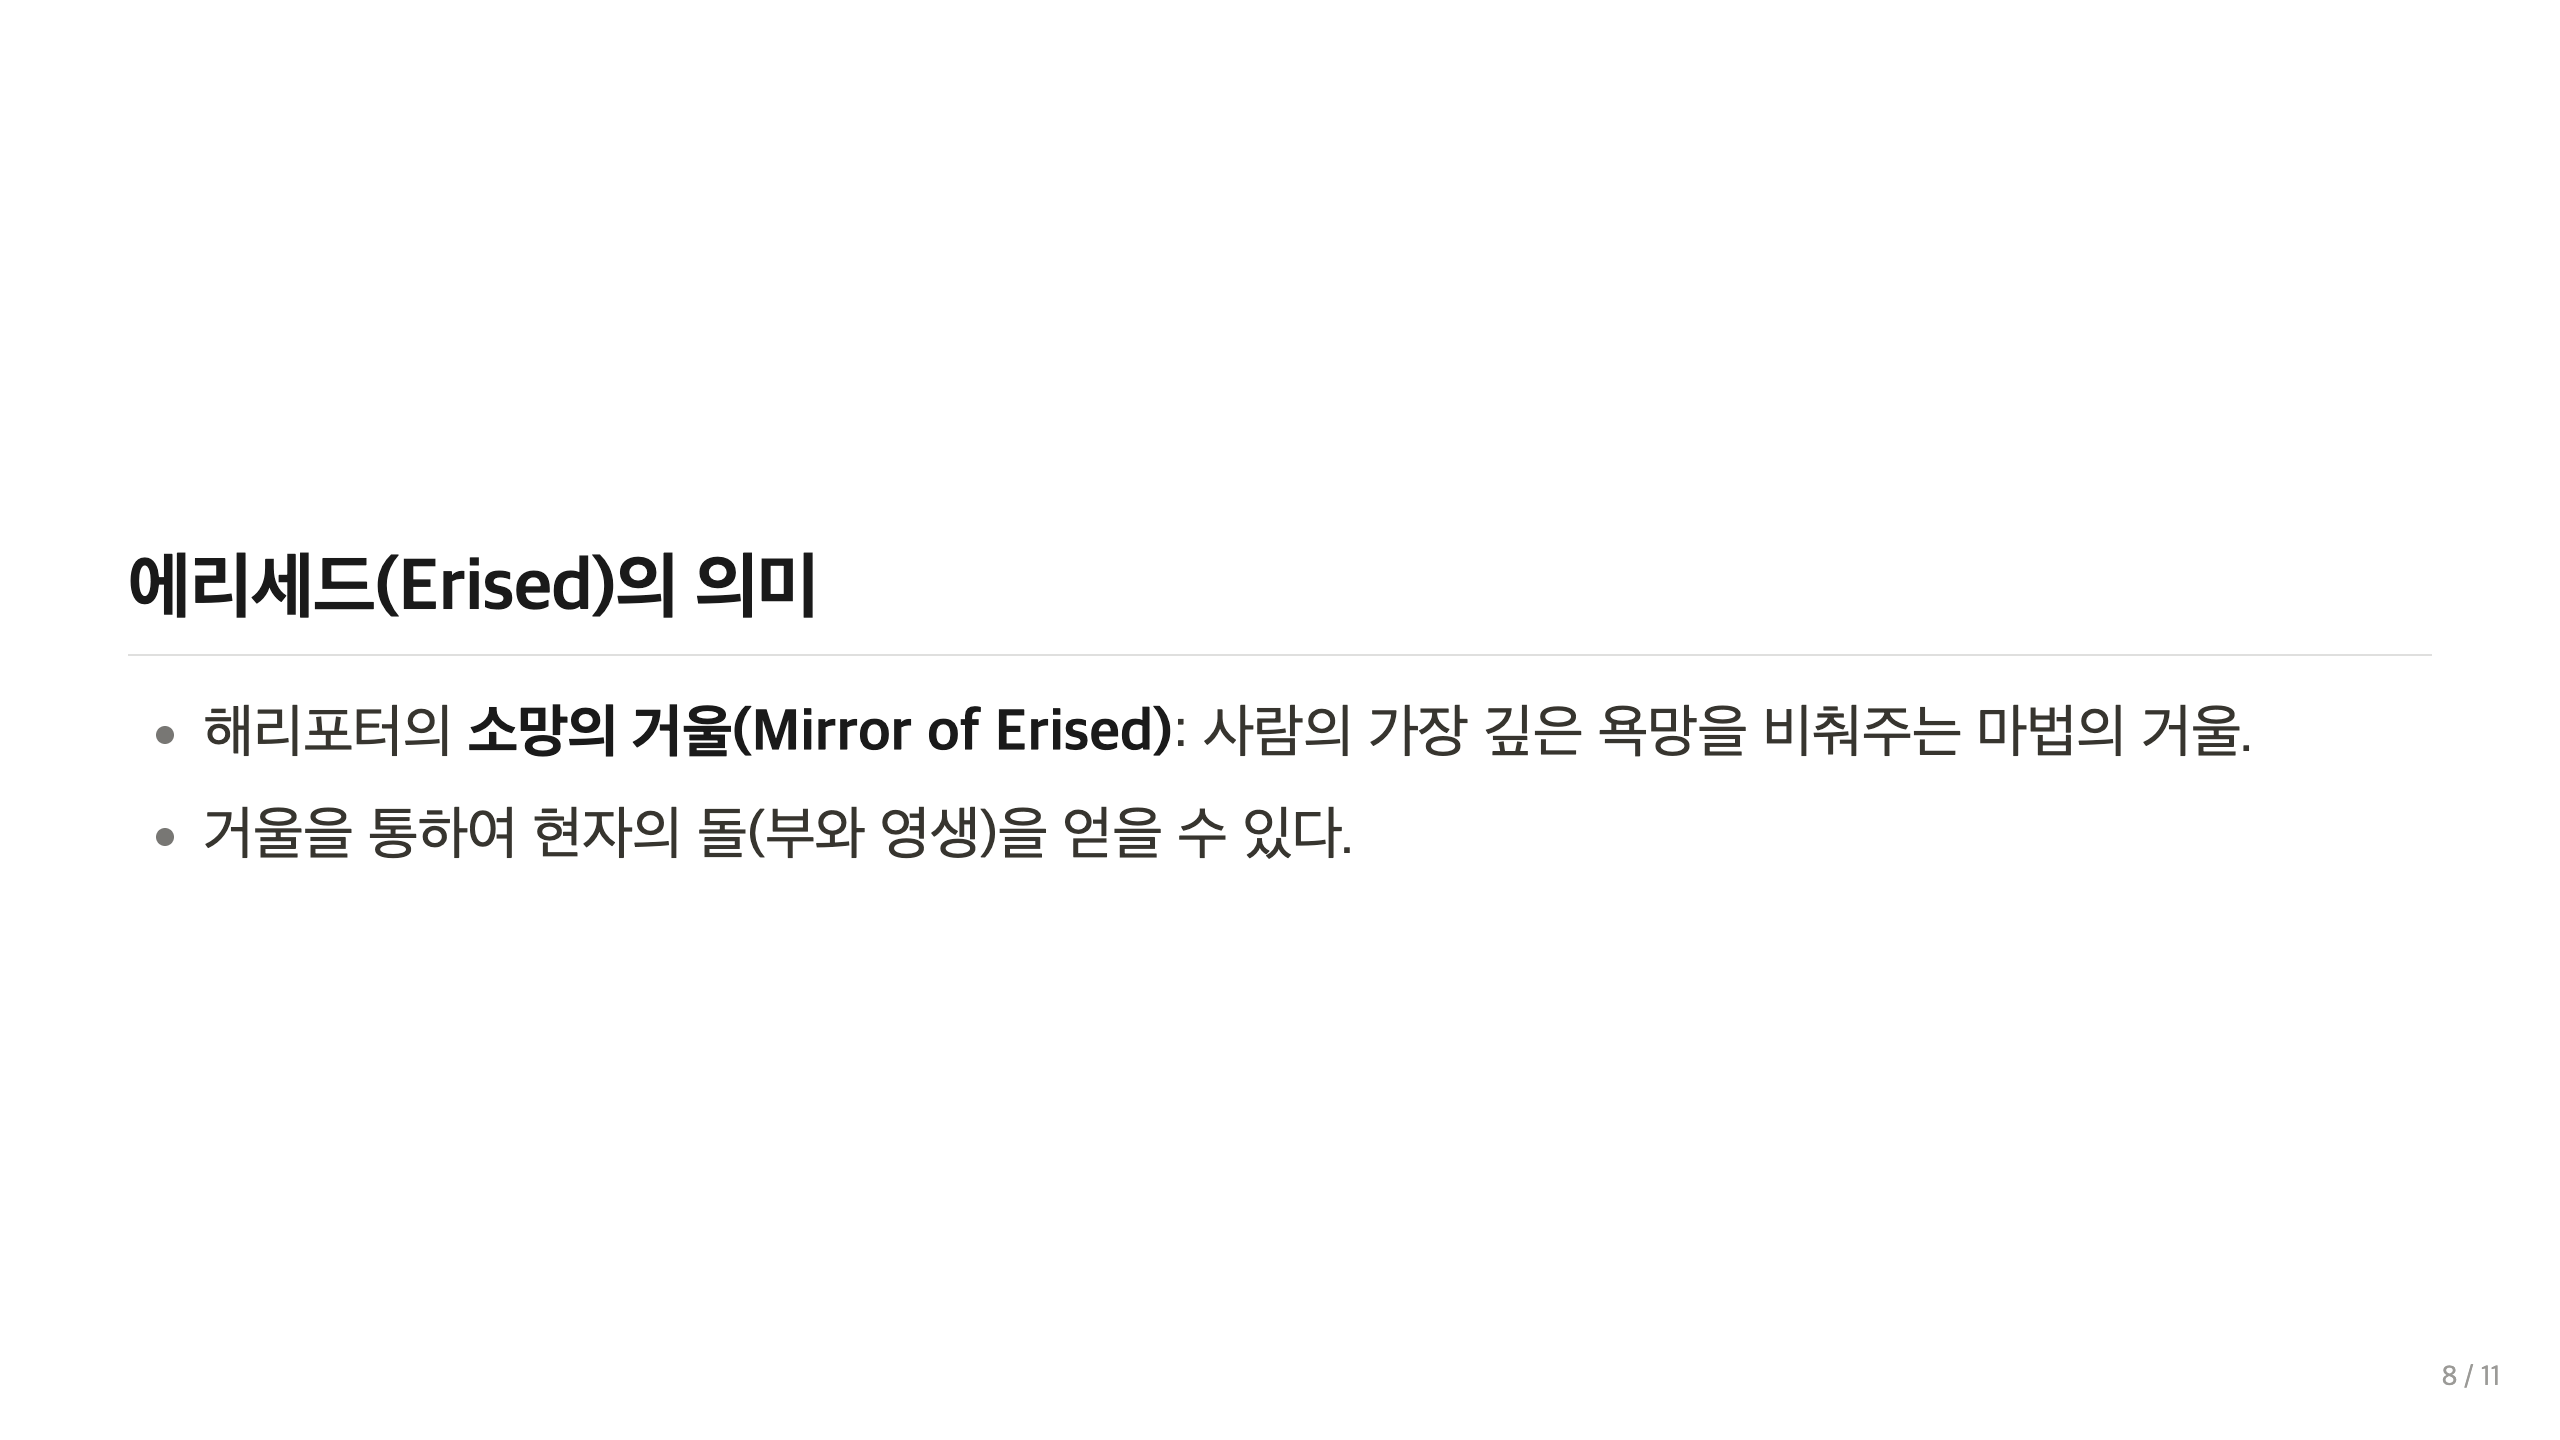 에리세드(Erised)의 의미
해리포터의 소망의 거울(Mirror of Erised): 사람의 가장 깊은 욕망을 비춰주는 마법의 거울.
거울을 통하여 현자의 돌(부와 영생)을 얻을 수 있다.
8 / 11